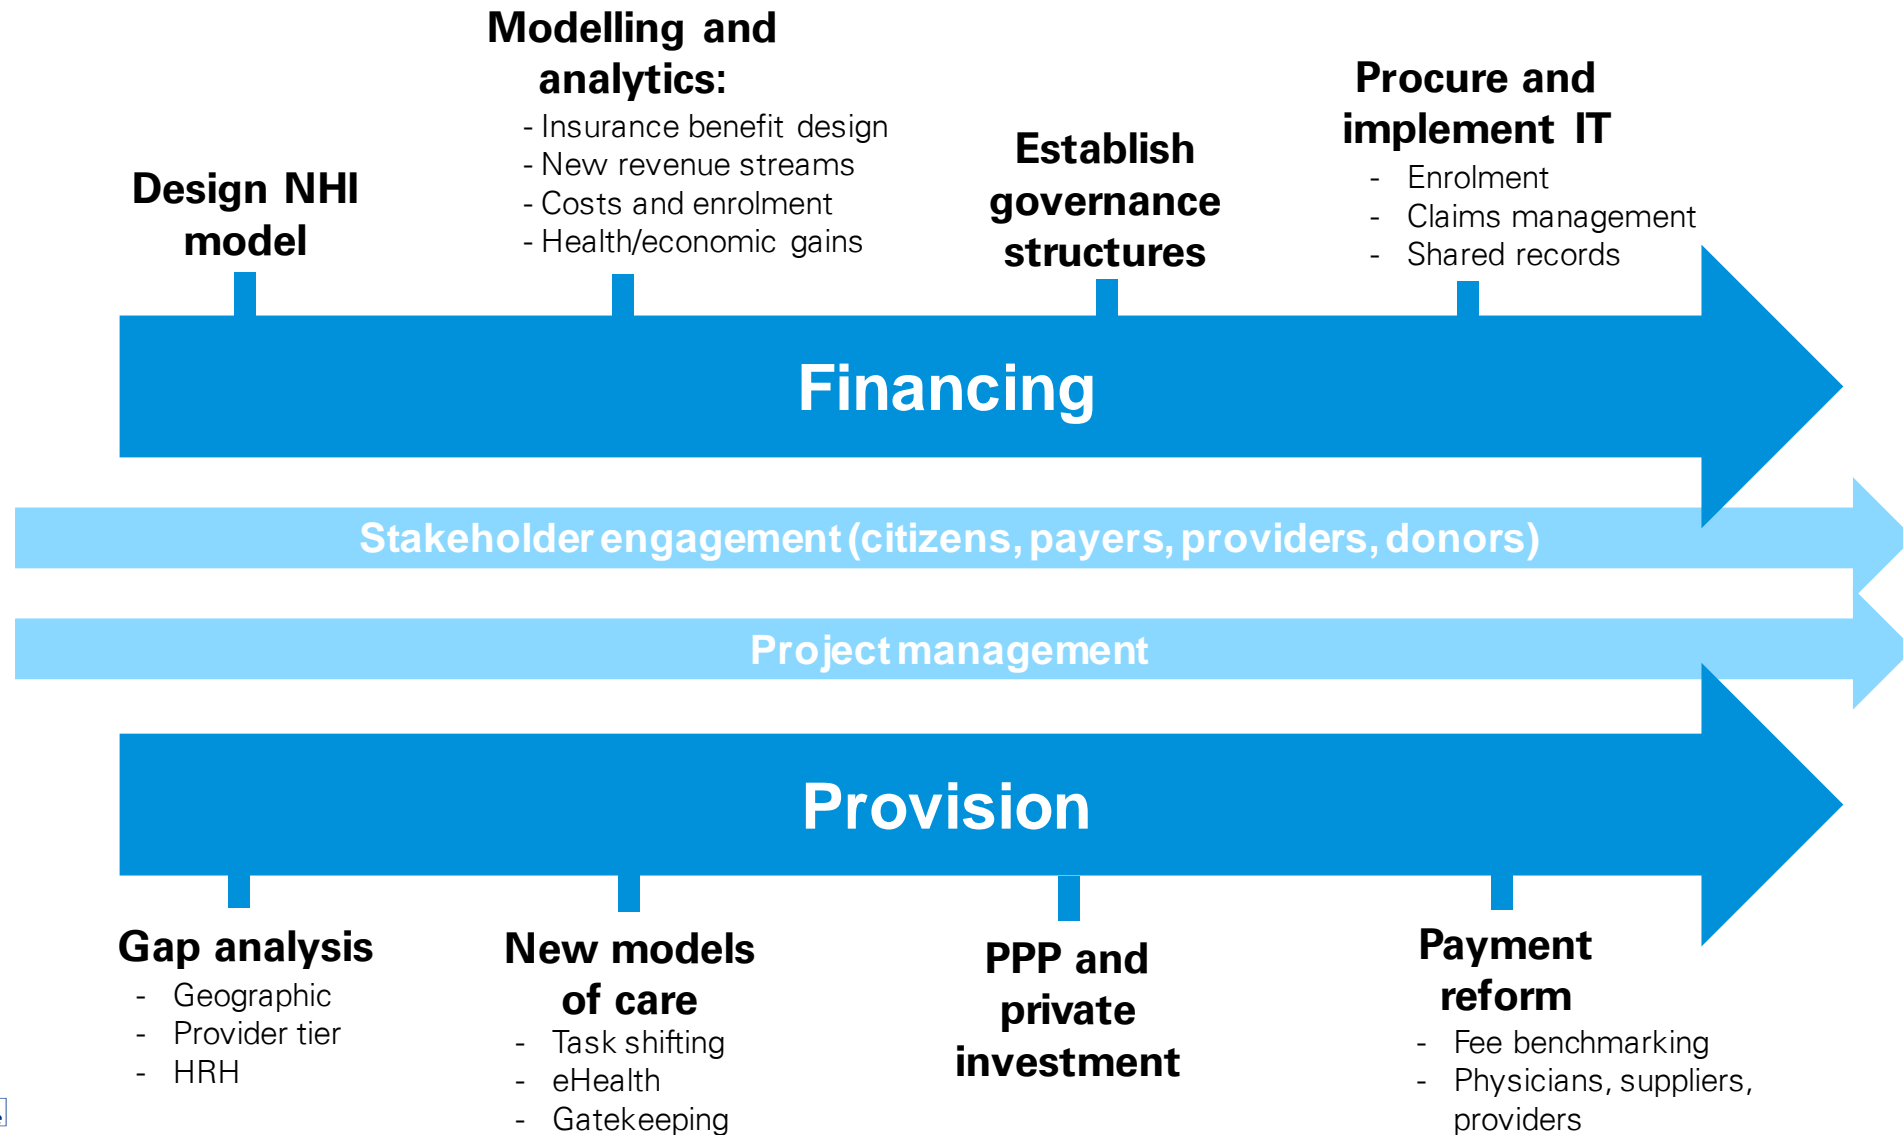 Modelling and
analytics:
- Insurance benefit design
- New revenue streams
- Costs and enrolment
- Health/economic gains
Procure and
implement IT
- Enrolment
- Claims management
- Shared records
Establish
governance
structures
Design NHI
model
Financing
Stakeholder engagement (citizens, payers, providers, donors)
Project management
Provision
Gap analysis
- Geographic
- Provider tier
- HRH
New models
of care
- Task shifting
- eHealth
- Gatekeeping
PPP and
private
investment
Payment
reform
- Fee benchmarking
- Physicians, suppliers,
providers